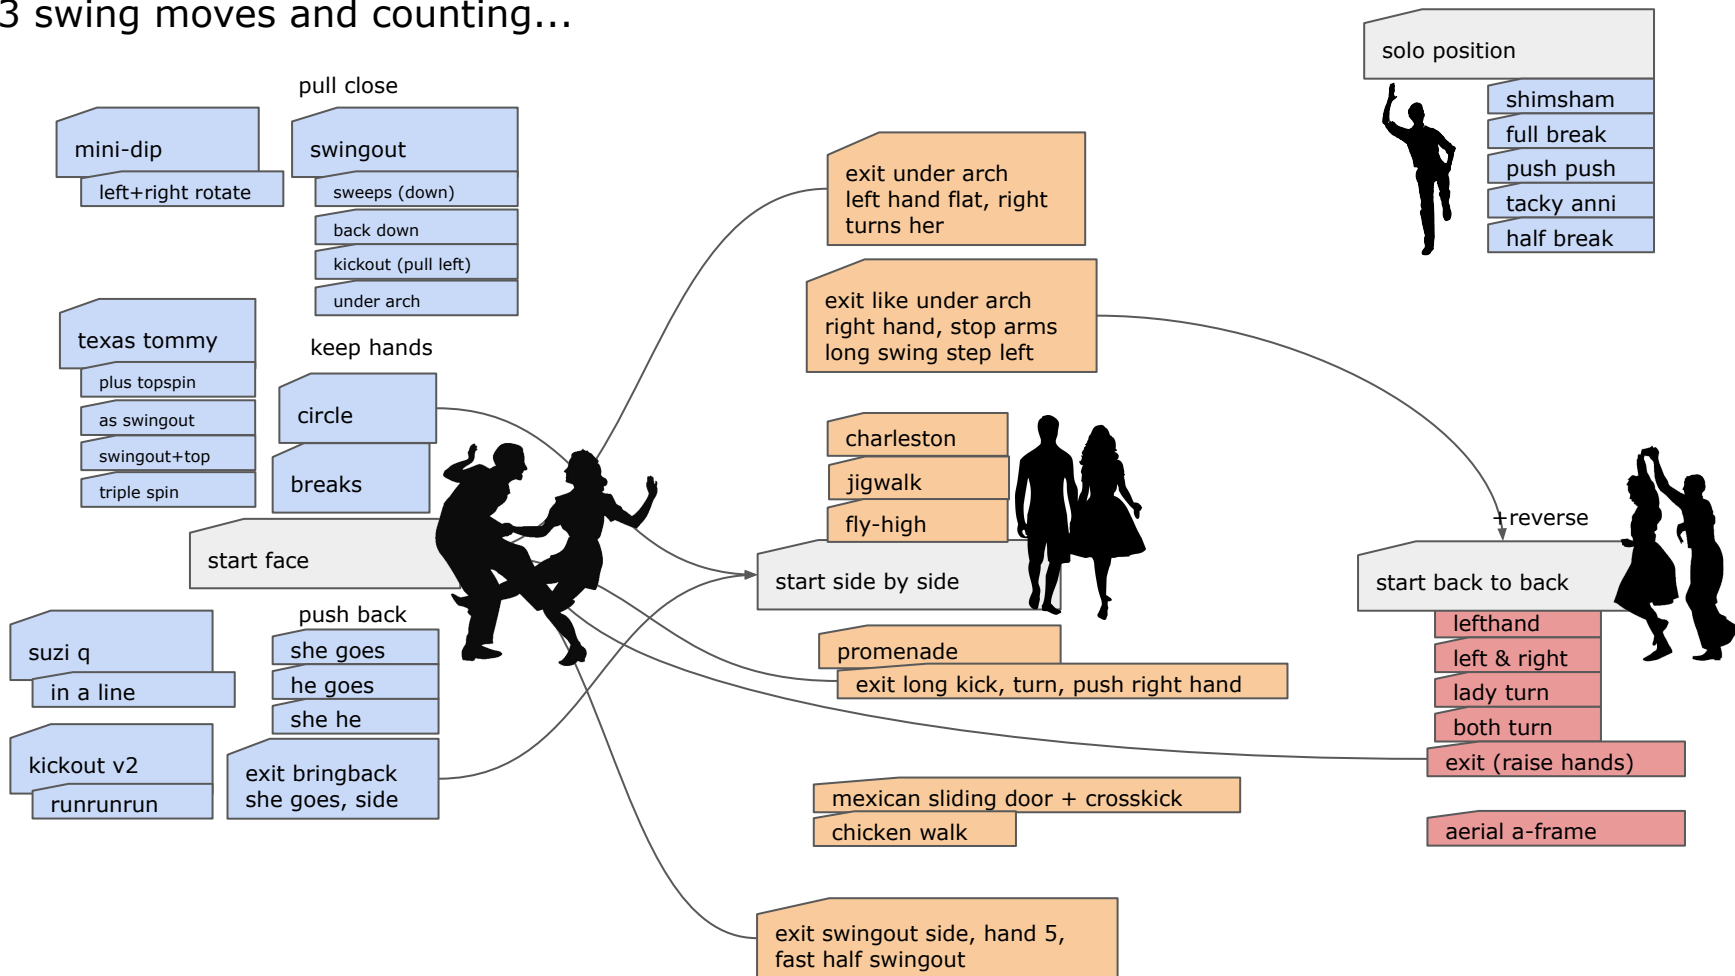 3 swing moves and counting...
pull close
mini-dip
left+right rotate
swingout
sweeps (down)
back down
kickout (pull left)
under arch
texas tommy
plus topspin
as swingout
swingout+top
triple spin
keep hands
circle
breaks
start face
push back
suzi q
in a line
kickout v2
runrunrun
she goes
he goes
she he
exit bringback
she goes, side
exit under arch
left hand flat, right
turns her
exit like under arch
right hand, stop arms
long swing step left
charleston
jigwalk
fly-high
start side by side
promenade
exit long kick, turn, push right hand
mexican sliding door + crosskick
chicken walk
exit swingout side, hand 5,
fast half swingout
solo position
shimsham
full break
push push
tacky anni
half break
+reverse
start back to back
lefthand
left & right
lady turn
both turn
exit (raise hands)
aerial a-frame